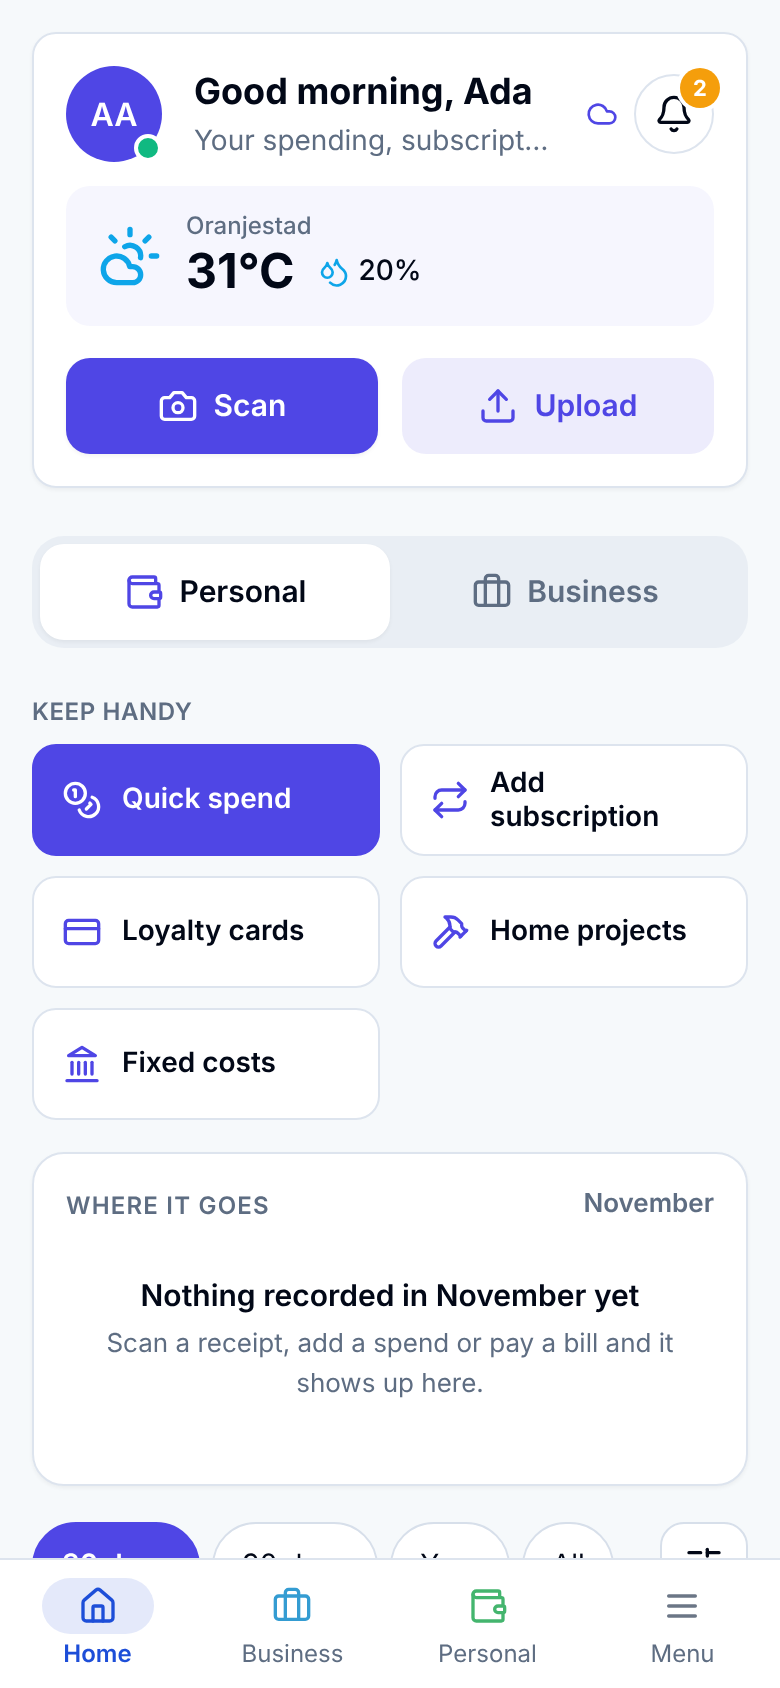 AA
Good morning, Ada
Your spending, subscript...
2
Oranjestad
31°C
20%
Scan
Upload
Personal
Business
KEEP HANDY
Quick spend
Add
subscription
Loyalty cards
Home projects
Fixed costs
WHERE IT GOES
November
Nothing recorded in November yet
Scan a receipt, add a spend or pay a bill and it
shows up here.
All
Home
Business
Personal
Menu